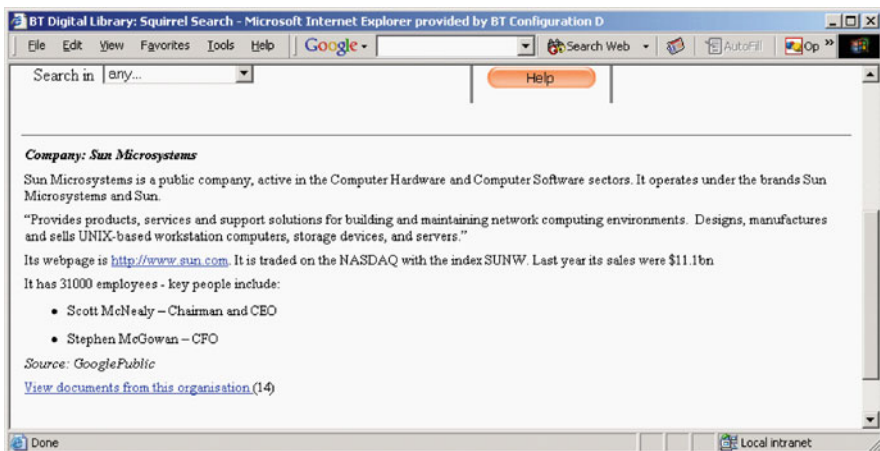 BT Digital Library: Squirrel Search - Microsoft Internet Explorer provided by BT Configuration D
File Edit View Favorites Tools Help Google Search Web AutoFill Op »
Search in any... Help
Company: Sun Microsystems
Sun Microsystems is a public company, active in the Computer Hardware and Computer Software sectors. It operates under the brands Sun
Microsystems and Sun.
“Provides products, services and support solutions for building and maintaining network computing environments. Designs, manufactures
and sells UNIX-based workstation computers, storage devices, and servers.”
Its webpage is http://www.sun.com. It is traded on the NASDAQ with the index SUNW. Last year its sales were $11.1bn
It has 31000 employees - key people include:
• Scott McNealy – Chairman and CEO
• Stephen McGowan – CFO
Source: GooglePublic
View documents from this organisation (14)
Done Local intranet